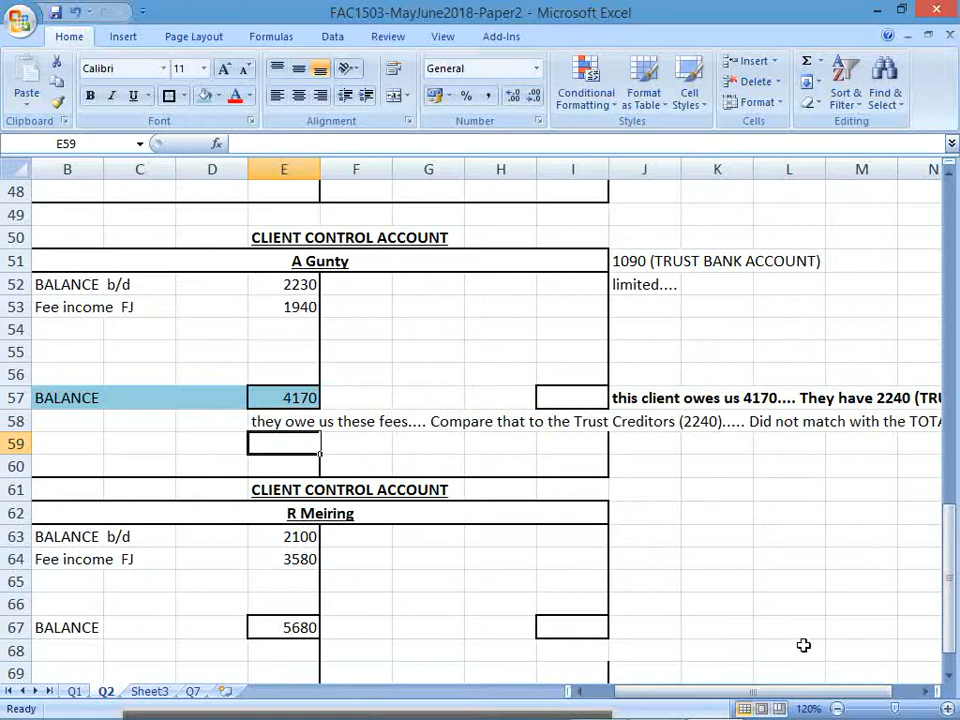 FAC1503-MayJune2018-Paper2 - Microsoft Excel
Home Insert Page Layout Formulas Data Review View Add-Ins
Paste
Calibri 11 A A
B I U A
General
% ,
Conditional Formatting Format as Table Cell Styles
Insert
Delete
Format
Σ
Sort & Filter Find & Select
Clipboard Font Alignment Number Styles Cells Editing
E59 fx
B C D E F G H I J K L M N
48
49
50 CLIENT CONTROL ACCOUNT
51 A Gunty 1090 (TRUST BANK ACCOUNT)
52 BALANCE b/d 2230 limited....
53 Fee income FJ 1940
54
55
56
57 BALANCE 4170 this client owes us 4170.... They have 2240 (TRU
58 they owe us these fees.... Compare that to the Trust Creditors (2240)..... Did not match with the TOTA
59
60
61 CLIENT CONTROL ACCOUNT
62 R Meiring
63 BALANCE b/d 2100
64 Fee income FJ 3580
65
66
67 BALANCE 5680
68
69
Q1 Q2 Sheet3 Q7
Ready 120%